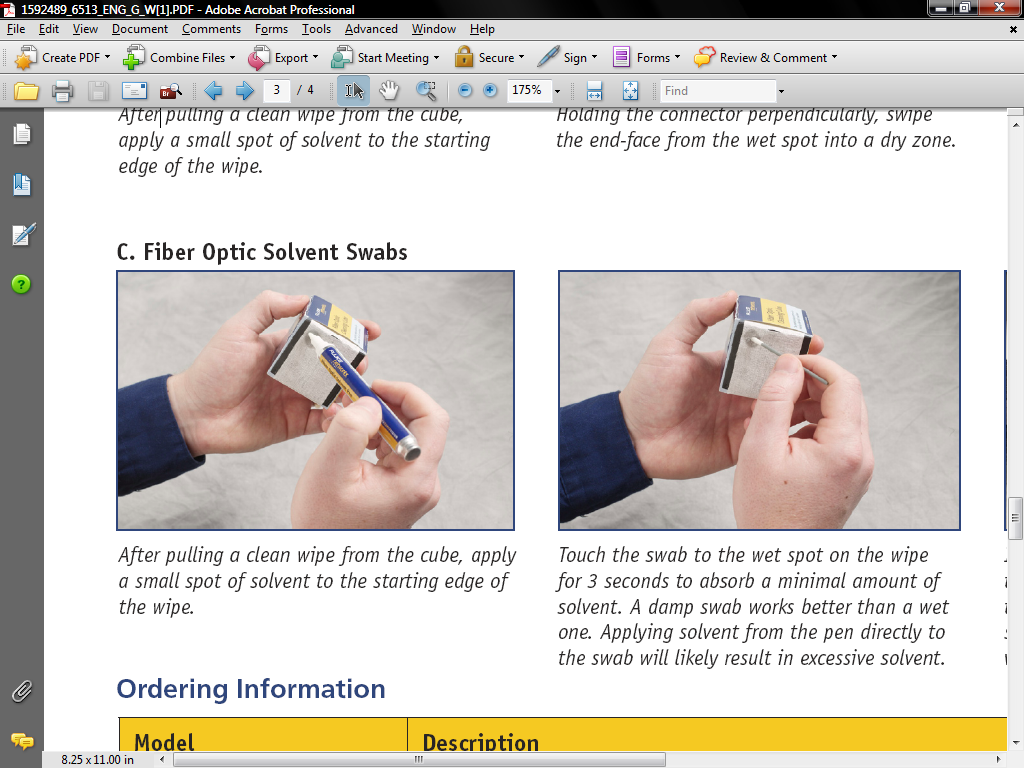 1592489_6513_ENG_G_W[1].PDF - Adobe Acrobat Professional
File Edit View Document Comments Forms Tools Advanced Window Help
Create PDF Combine Files Export Start Meeting Secure Sign Forms Review & Comment
3 / 4 175% Find
After pulling a clean wipe from the cube,
apply a small spot of solvent to the starting
edge of the wipe.
Holding the connector perpendicularly, swipe
the end-face from the wet spot into a dry zone.
C. Fiber Optic Solvent Swabs
After pulling a clean wipe from the cube, apply
a small spot of solvent to the starting edge of
the wipe.
Touch the swab to the wet spot on the wipe
for 3 seconds to absorb a minimal amount of
solvent. A damp swab works better than a wet
one. Applying solvent from the pen directly to
the swab will likely result in excessive solvent.
Ordering Information
Model Description
8.25 x 11.00 in